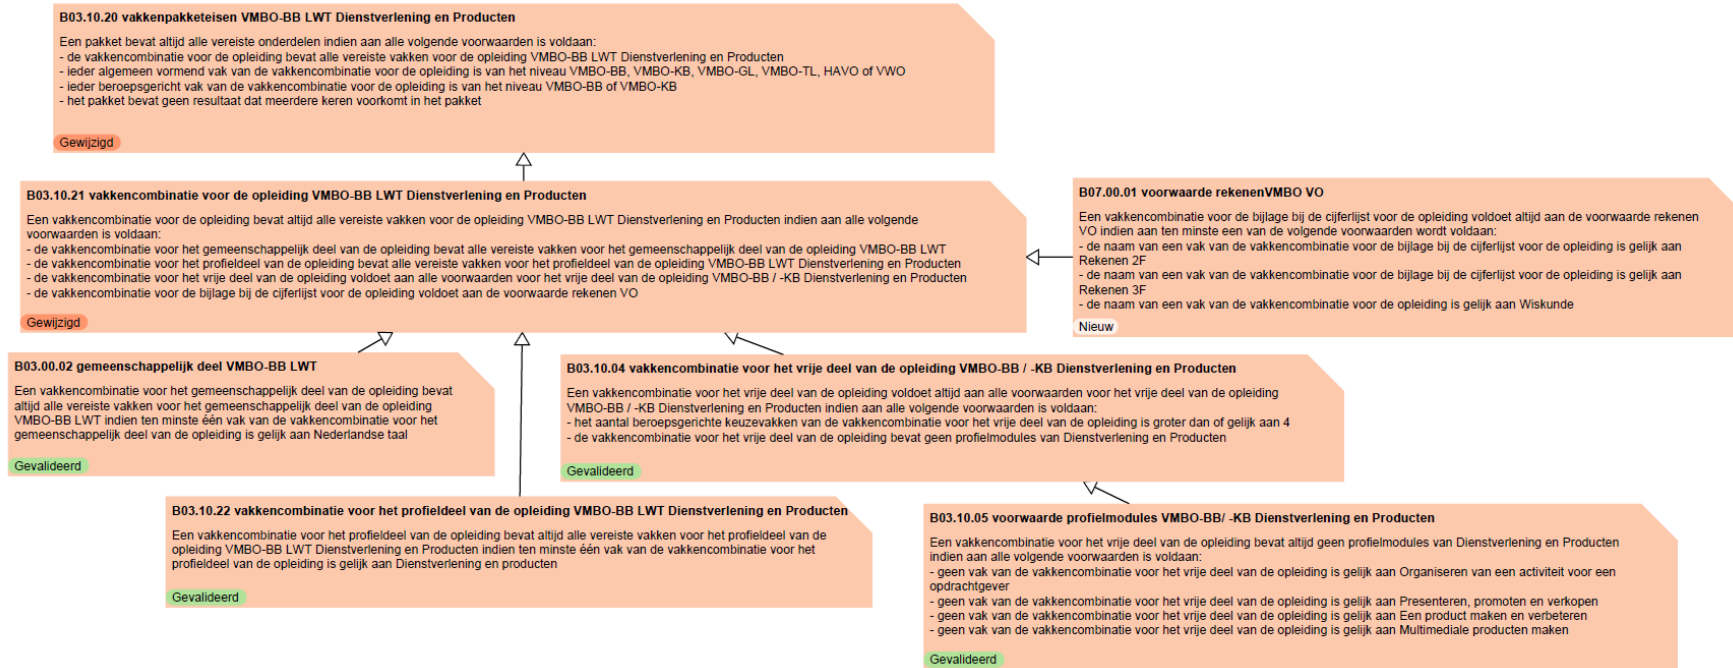 B03.10.20 vakkenpakketeisen VMBO-BB LWT Dienstverlening en Producten
Een pakket bevat altijd alle vereiste onderdelen indien aan alle volgende voorwaarden is voldaan:
- de vakkencombinatie voor de opleiding bevat alle vereiste vakken voor de opleiding VMBO-BB LWT Dienstverlening en Producten
- ieder algemeen vormend vak van de vakkencombinatie voor de opleiding is van het niveau VMBO-BB, VMBO-KB, VMBO-GL, VMBO-TL, HAVO of VWO
- ieder beroepsgericht vak van de vakkencombinatie voor de opleiding is van het niveau VMBO-BB of VMBO-KB
- het pakket bevat geen resultaat dat meerdere keren voorkomt in het pakket
Gewijzigd
B03.10.21 vakkencombinatie voor de opleiding VMBO-BB LWT Dienstverlening en Producten
Een vakkencombinatie voor de opleiding bevat altijd alle vereiste vakken voor de opleiding VMBO-BB LWT Dienstverlening en Producten indien aan alle volgende
voorwaarden is voldaan:
- de vakkencombinatie voor het gemeenschappelijk deel van de opleiding bevat alle vereiste vakken voor het gemeenschappelijk deel van de opleiding VMBO-BB LWT
- de vakkencombinatie voor het profieldeel van de opleiding bevat alle vereiste vakken voor het profieldeel van de opleiding VMBO-BB LWT Dienstverlening en Producten
- de vakkencombinatie voor het vrije deel van de opleiding voldoet aan alle voorwaarden voor het vrije deel van de opleiding VMBO-BB / -KB Dienstverlening en Producten
- de vakkencombinatie voor de bijlage bij de cijferlijst voor de opleiding voldoet aan de voorwaarde rekenen VO
Gewijzigd
B07.00.01 voorwaarde rekenenVMBO VO
Een vakkencombinatie voor de bijlage bij de cijferlijst voor de opleiding voldoet altijd aan de voorwaarde rekenen
VO indien aan ten minste een van de volgende voorwaarden wordt voldaan:
- de naam van een vak van de vakkencombinatie voor de bijlage bij de cijferlijst voor de opleiding is gelijk aan
Rekenen 2F
- de naam van een vak van de vakkencombinatie voor de bijlage bij de cijferlijst voor de opleiding is gelijk aan
Rekenen 3F
- de naam van een vak van de vakkencombinatie voor de opleiding is gelijk aan Wiskunde
Nieuw
B03.00.02 gemeenschappelijk deel VMBO-BB LWT
Een vakkencombinatie voor het gemeenschappelijk deel van de opleiding bevat
altijd alle vereiste vakken voor het gemeenschappelijk deel van de opleiding
VMBO-BB LWT indien ten minste één vak van de vakkencombinatie voor het
gemeenschappelijk deel van de opleiding is gelijk aan Nederlandse taal
Gevalideerd
B03.10.04 vakkencombinatie voor het vrije deel van de opleiding VMBO-BB / -KB Dienstverlening en Producten
Een vakkencombinatie voor het vrije deel van de opleiding voldoet altijd aan alle voorwaarden voor het vrije deel van de opleiding
VMBO-BB / -KB Dienstverlening en Producten indien aan alle volgende voorwaarden is voldaan:
- het aantal beroepsgerichte keuzevakken van de vakkencombinatie voor het vrije deel van de opleiding is groter dan of gelijk aan 4
- de vakkencombinatie voor het vrije deel van de opleiding bevat geen profielmodules van Dienstverlening en Producten
Gevalideerd
B03.10.22 vakkencombinatie voor het profieldeel van de opleiding VMBO-BB LWT Dienstverlening en Producten
Een vakkencombinatie voor het profieldeel van de opleiding bevat altijd alle vereiste vakken voor het profieldeel van de
opleiding VMBO-BB LWT Dienstverlening en Producten indien ten minste één vak van de vakkencombinatie voor het
profieldeel van de opleiding is gelijk aan Dienstverlening en producten
Gevalideerd
B03.10.05 voorwaarde profielmodules VMBO-BB/ -KB Dienstverlening en Producten
Een vakkencombinatie voor het vrije deel van de opleiding bevat altijd geen profielmodules van Dienstverlening en Producten
indien aan alle volgende voorwaarden is voldaan:
- geen vak van de vakkencombinatie voor het vrije deel van de opleiding is gelijk aan Organiseren van een activiteit voor een
opdrachtgever
- geen vak van de vakkencombinatie voor het vrije deel van de opleiding is gelijk aan Presenteren, promoten en verkopen
- geen vak van de vakkencombinatie voor het vrije deel van de opleiding is gelijk aan Een product maken en verbeteren
- geen vak van de vakkencombinatie voor het vrije deel van de opleiding is gelijk aan Multimediale producten maken
Gevalideerd